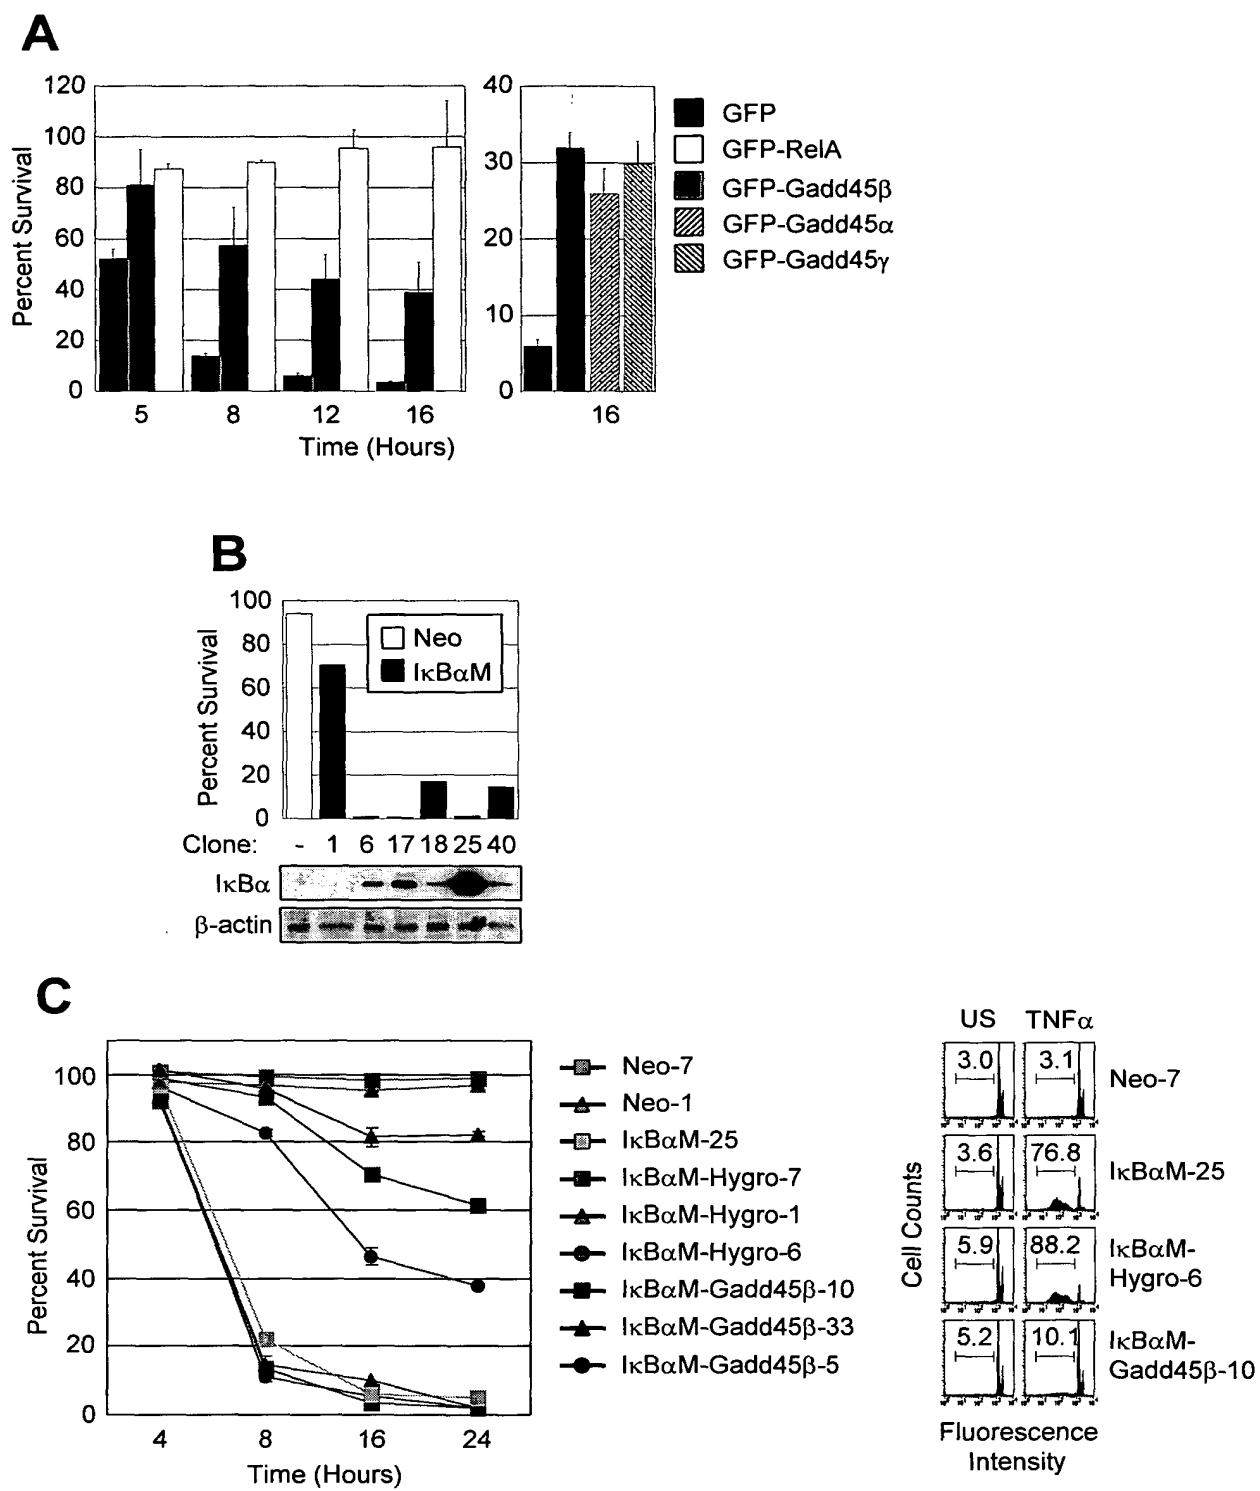 A
120
100
80
60
40
20
0
Percent Survival
5 8 12 16
Time (Hours)
40
30
20
10
0
16
GFP
GFP-RelA
GFP-Gadd45β
GFP-Gadd45α
GFP-Gadd45γ
B
100
80
60
40
20
0
Percent Survival
Neo
IκBαM
Clone: - 1 6 17 18 25 40
IκBα
β-actin
C
100
80
60
40
20
0
Percent Survival
4 8 16 24
Time (Hours)
Neo-7
Neo-1
IκBαM-25
IκBαM-Hygro-7
IκBαM-Hygro-1
IκBαM-Hygro-6
IκBαM-Gadd45β-10
IκBαM-Gadd45β-33
IκBαM-Gadd45β-5
US TNFα
3.0 3.1 Neo-7
3.6 76.8 IκBαM-25
5.9 88.2 IκBαM-
Hygro-6
5.2 10.1 IκBαM-
Gadd45β-10
Cell Counts
Fluorescence
Intensity